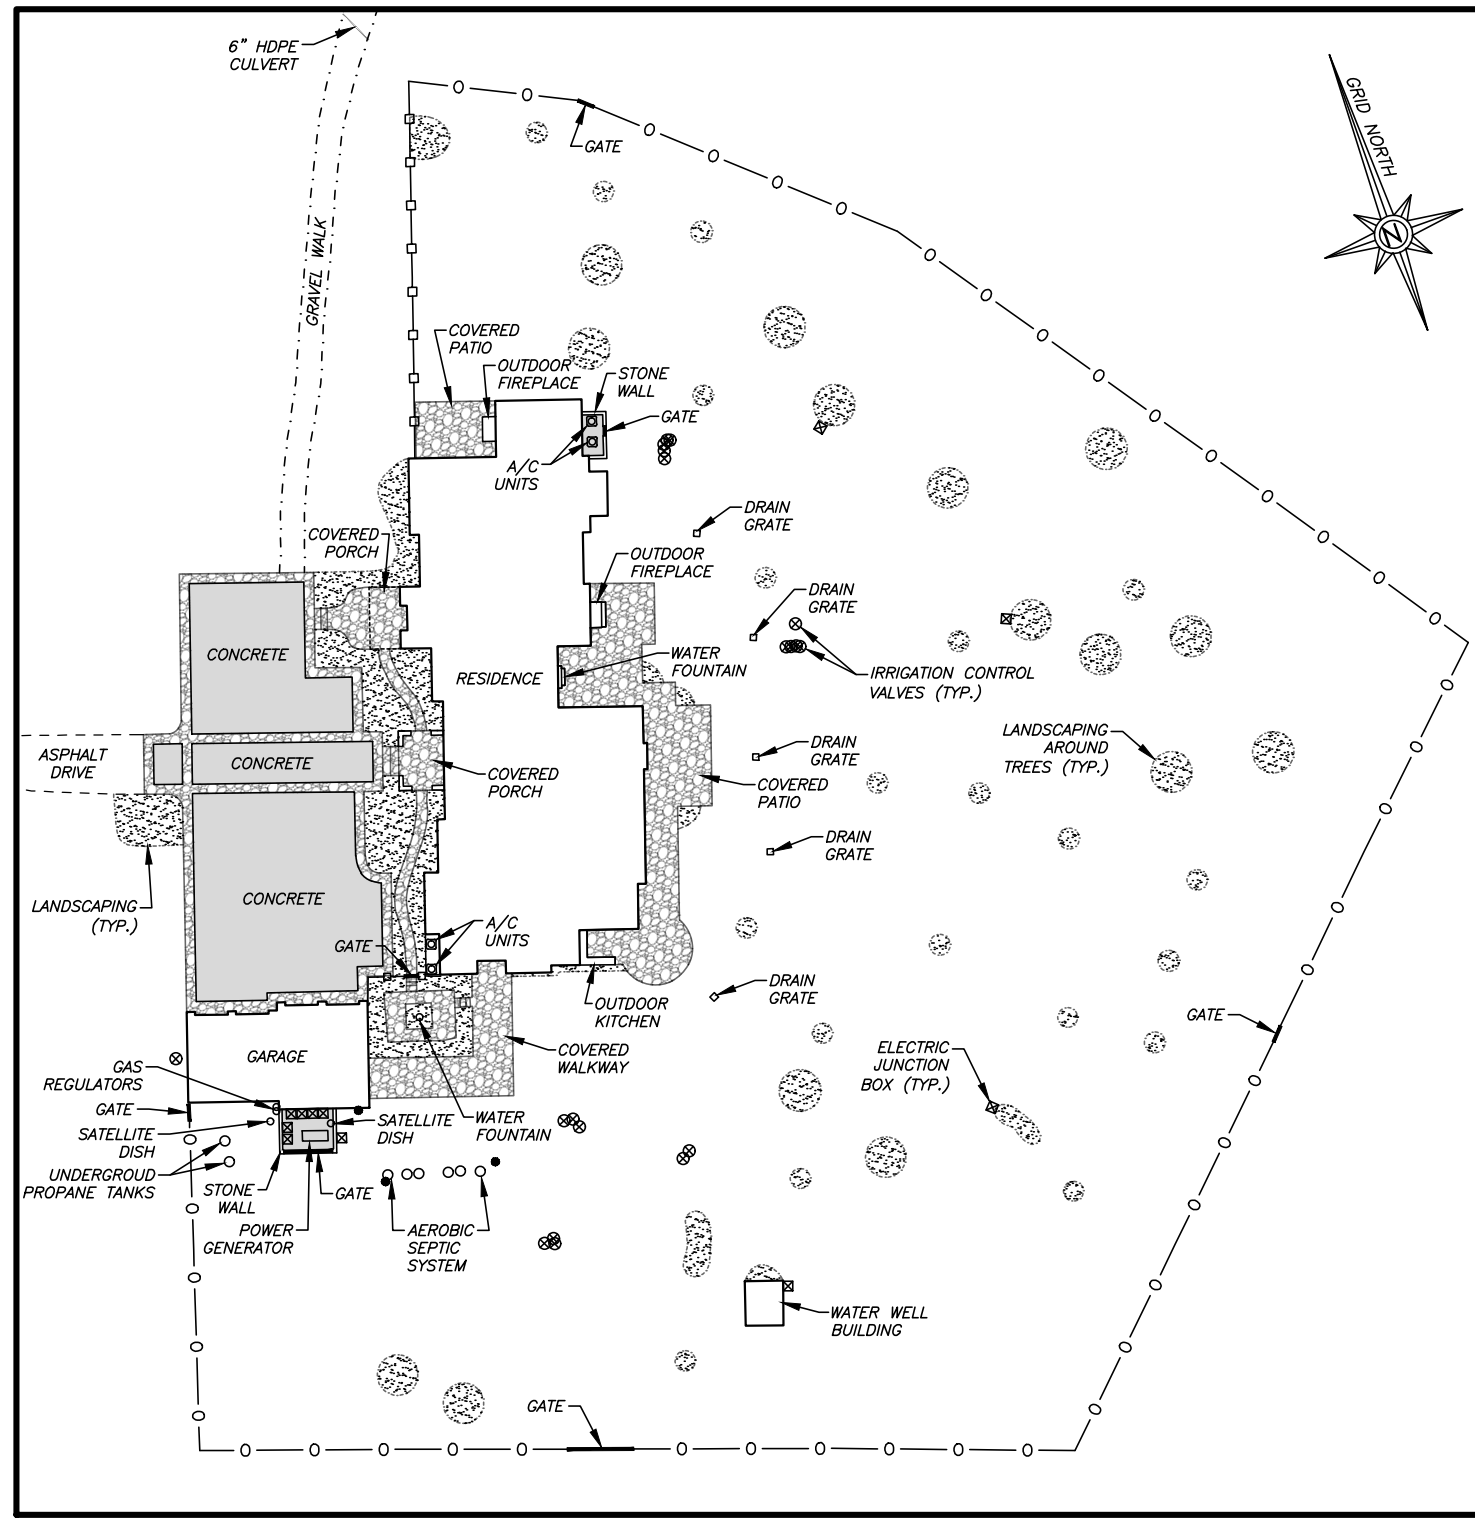 6" HDPE
CULVERT
GATE
GRID NORTH
N
GRAVEL WALK
COVERED
PATIO
OUTDOOR
FIREPLACE
STONE
WALL
GATE
A/C
UNITS
DRAIN
GRATE
COVERED
PORCH
OUTDOOR
FIREPLACE
DRAIN
GRATE
CONCRETE
RESIDENCE
WATER
FOUNTAIN
IRRIGATION CONTROL
VALVES (TYP.)
ASPHALT
DRIVE
CONCRETE
COVERED
PORCH
DRAIN
GRATE
COVERED
PATIO
LANDSCAPING
AROUND
TREES (TYP.)
DRAIN
GRATE
LANDSCAPING
(TYP.)
CONCRETE
A/C
UNITS
GATE
DRAIN
GRATE
OUTDOOR
KITCHEN
GATE
GARAGE
COVERED
WALKWAY
ELECTRIC
JUNCTION
BOX (TYP.)
GAS
REGULATORS
GATE
SATELLITE
DISH
SATELLITE
DISH
WATER
FOUNTAIN
UNDERGROUD
PROPANE TANKS
STONE
WALL
GATE
POWER
GENERATOR
AEROBIC
SEPTIC
SYSTEM
WATER WELL
BUILDING
GATE